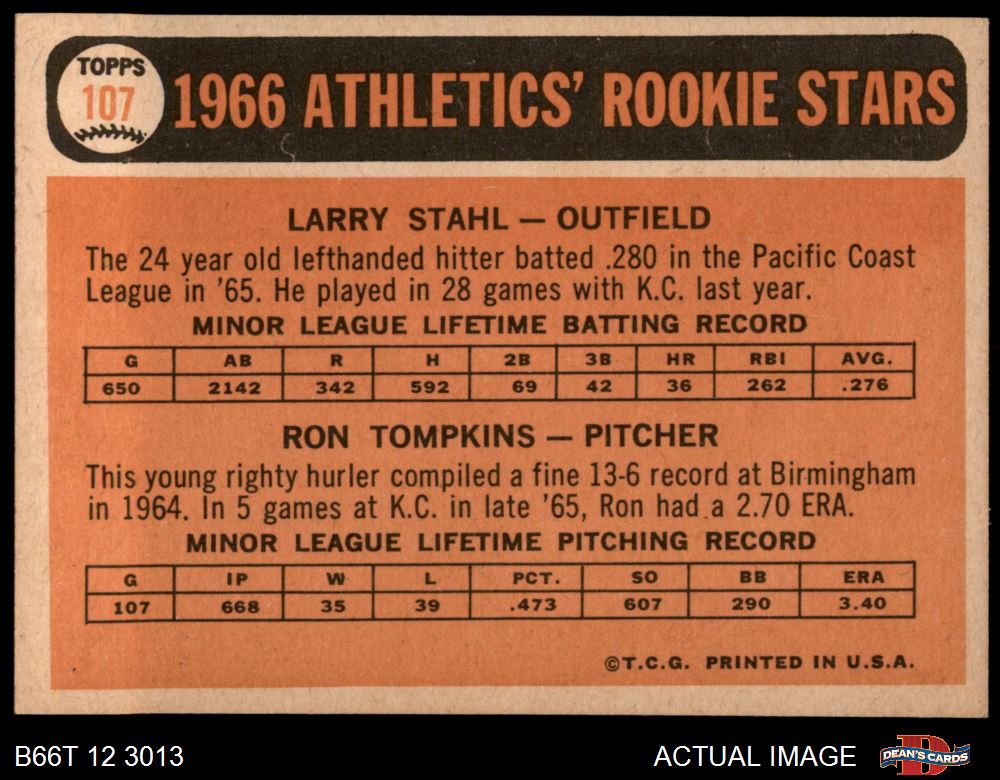 TOPPS
107
1966 ATHLETICS' ROOKIE STARS
LARRY STAHL — OUTFIELD
The 24 year old lefthanded hitter batted .280 in the Pacific Coast
League in '65. He played in 28 games with K.C. last year.
MINOR LEAGUE LIFETIME BATTING RECORD
G AB R H 2B 3B HR RBI AVG.
650 2142 342 592 69 42 36 262 .276
RON TOMPKINS — PITCHER
This young righty hurler compiled a fine 13-6 record at Birmingham
in 1964. In 5 games at K.C. in late '65, Ron had a 2.70 ERA.
MINOR LEAGUE LIFETIME PITCHING RECORD
G IP W L PCT. SO BB ERA
107 668 35 39 .473 607 290 3.40
©T.C.G. PRINTED IN U.S.A.
B66T 12 3013 ACTUAL IMAGE DEAN'S CARDS